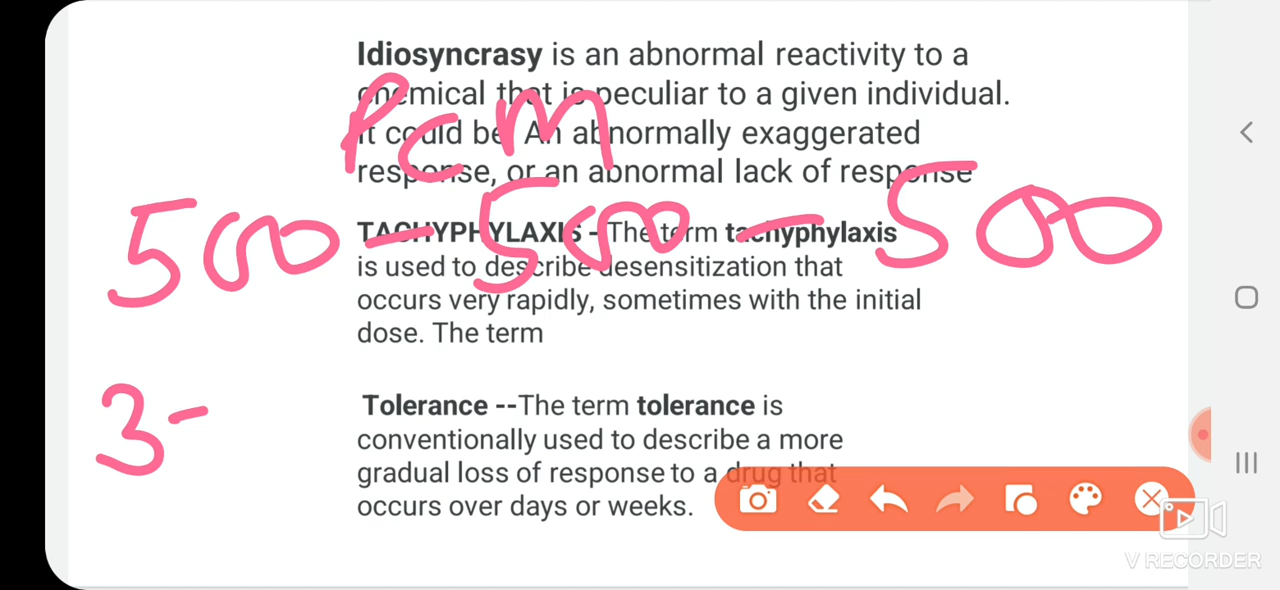 Idiosyncrasy is an abnormal reactivity to a
chemical that is peculiar to a given individual.
It could be An abnormally exaggerated
response, or an abnormal lack of response
PCM
500 - 500 - 500
TACHYPHYLAXIS - The term tachyphylaxis
is used to describe desensitization that
occurs very rapidly, sometimes with the initial
dose. The term
3-
Tolerance --The term tolerance is
conventionally used to describe a more
gradual loss of response to a drug that
occurs over days or weeks.
V RECORDER